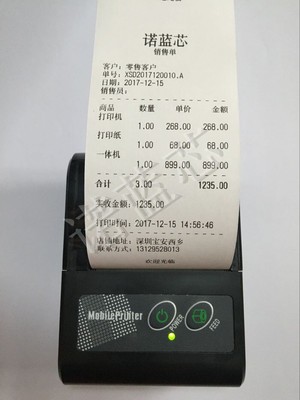 诺蓝芯
销售单
客户：零售客户
单号：XSD2017120010.A
日期：2017-12-15
销售员：
商品 数量 单价 金额
打印机
1.00 268.00 268.00
打印纸
1.00 68.00 68.00
一体机
1.00 899.00 899.00
合计 3.00 1235.00
实收金额：1235.00
打印时间：2017-12-15 14:56:46
店铺地址：深圳宝安西乡
联系方式：13129528013
欢迎光临
诺蓝芯
MobilePrinter
POWER
FEED